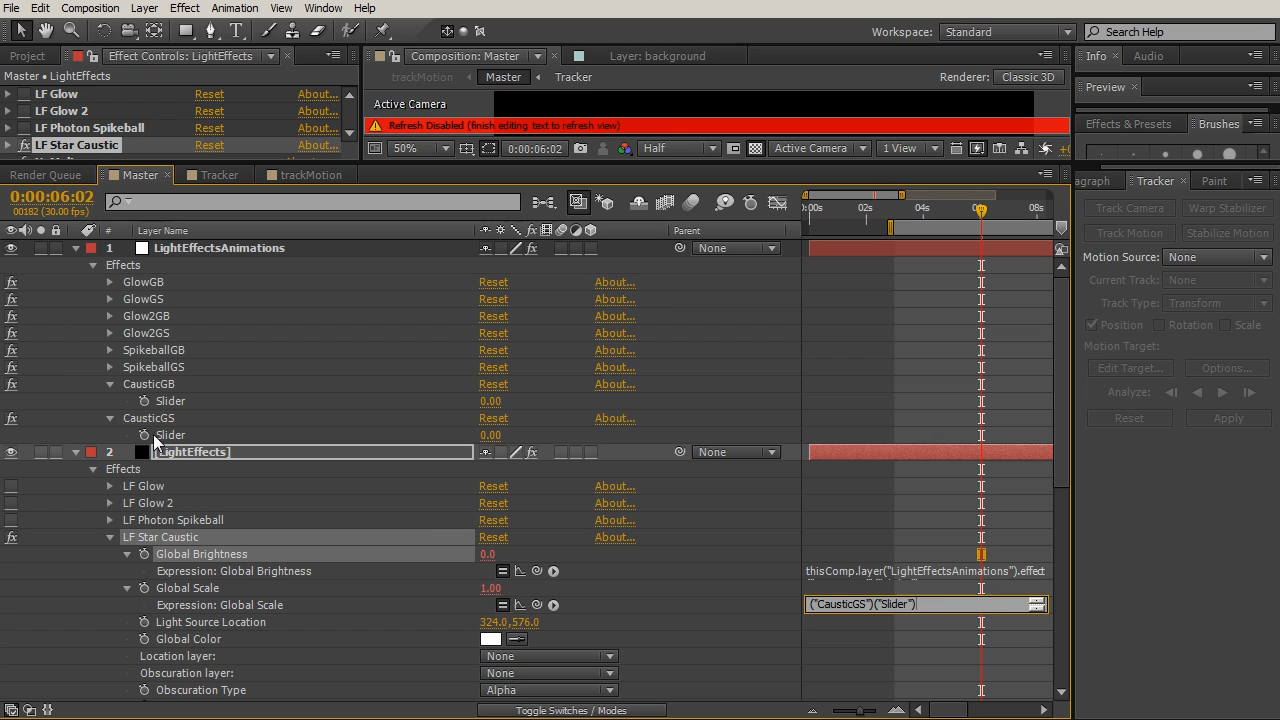 File Edit Composition Layer Effect Animation View Window Help
Workspace: Standard Search Help
Project Effect Controls: LightEffects Composition: Master Layer: background Info Audio
Master • LightEffects trackMotion Master Tracker Renderer: Classic 3D Preview
LF Glow Reset About...
Active Camera
LF Glow 2 Reset About...
Refresh Disabled (finish editing text to refresh view)
Effects & Presets Brushes
LF Photon Spikeball Reset About...
LF Star Caustic Reset About...
50% 0:00:06:02 Half Active Camera 1 View +0
Render Queue Master Tracker trackMotion agraph Tracker Paint
0:00:06:02
00182 (30.00 fps)
0:00s 02s 04s 06s 08s
Track Camera Warp Stabilizer
Track Motion Stabilize Motion
# Layer Name Parent
1 LightEffectsAnimations None
Motion Source: None
Effects
Current Track: None
GlowGB Reset About...
GlowGS Reset About...
Track Type: Transform
Glow2GB Reset About...
Position Rotation Scale
Glow2GS Reset About...
Motion Target:
SpikeballGB Reset About...
SpikeballGS Reset About...
Edit Target... Options...
CausticGB Reset About...
Analyze:
Slider 0.00
CausticGS Reset About...
Reset Apply
Slider 0.00
2 [LightEffects] None
Effects
LF Glow Reset About...
LF Glow 2 Reset About...
LF Photon Spikeball Reset About...
LF Star Caustic Reset About...
Global Brightness 0.0
Expression: Global Brightness thisComp.layer("LightEffectsAnimations").effect
Global Scale 1.00
Expression: Global Scale ("CausticGS")("Slider")
Light Source Location 324.0,576.0
Global Color
Location layer: None
Obscuration layer: None
Obscuration Type Alpha
Toggle Switches / Modes